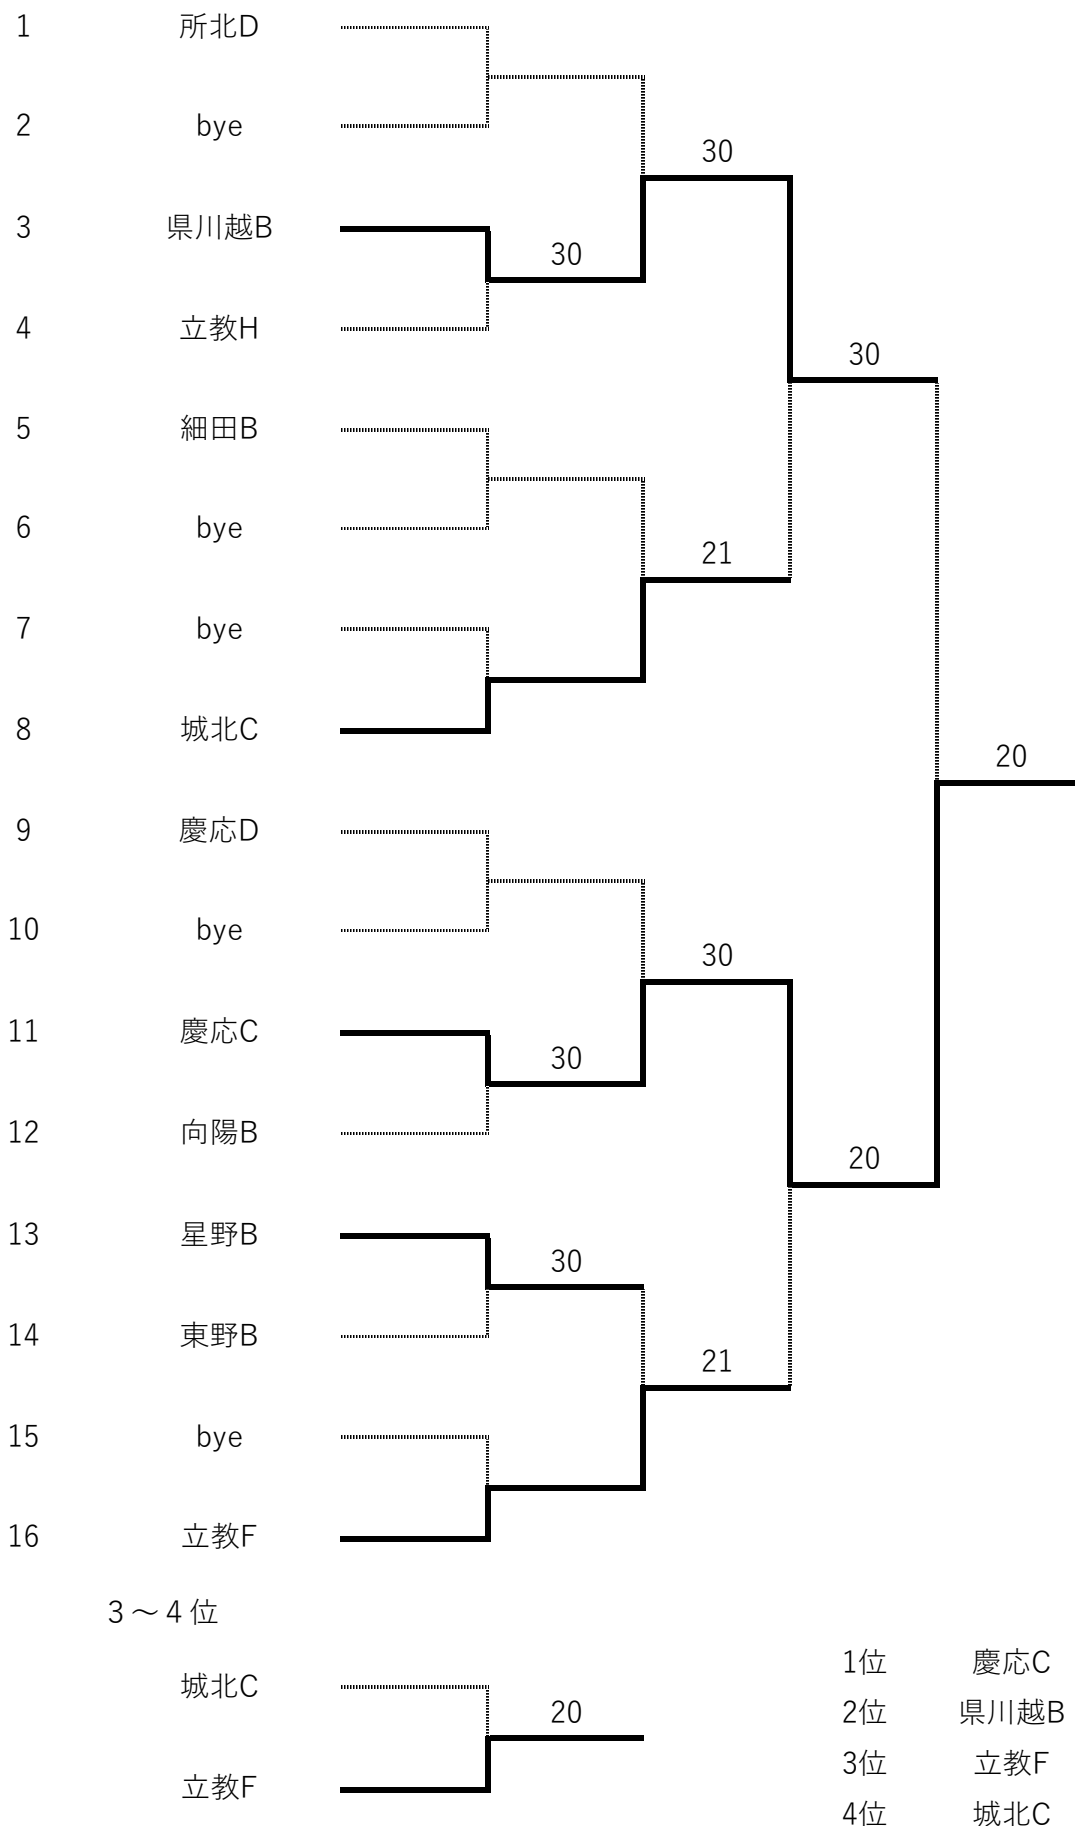 1 所北D
2 bye
30
3 県川越B
30
4 立教H
30
5 細田B
6 bye
21
7 bye
8 城北C
20
9 慶応D
10 bye
30
11 慶応C
30
12 向陽B
20
13 星野B
30
14 東野B
21
15 bye
16 立教F
3～4位
1位 慶応C
城北C
20
2位 県川越B
3位 立教F
立教F
4位 城北C